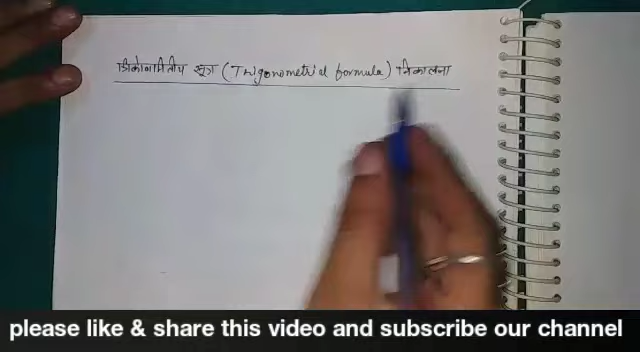 त्रिकोणमितीय सूत्र (Trigonometrical formula) निकालना
please like & share this video and subscribe our channel